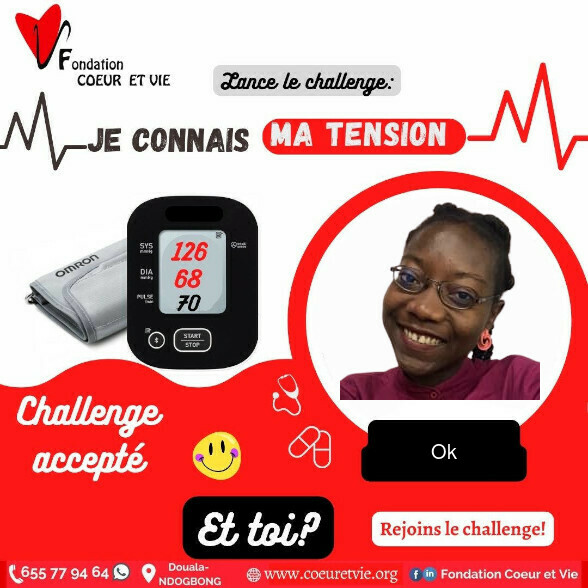 Fondation
COEUR ET VIE
Lance le challenge:
JE CONNAIS MA TENSION
OMRON
SYS
mmHg
126
DIA
mmHg
68
PULSE
70
START
STOP
Challenge
accepté
Ok
Et toi?
Rejoins le challenge!
655 77 94 64
Douala-
NDOGBONG
www.coeuretvie.org
Fondation Coeur et Vie